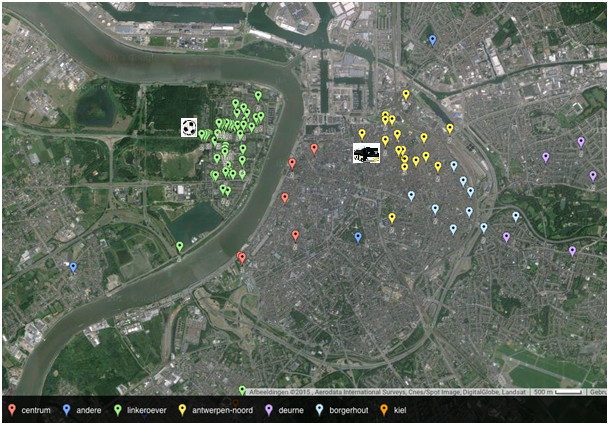 Afbeeldingen ©2015 , Aerodata International Surveys, Cnes/Spot Image, DigitalGlobe, Landsat 500 m Gebru
centrum andere linkeroever antwerpen-noord deurne borgerhout kiel